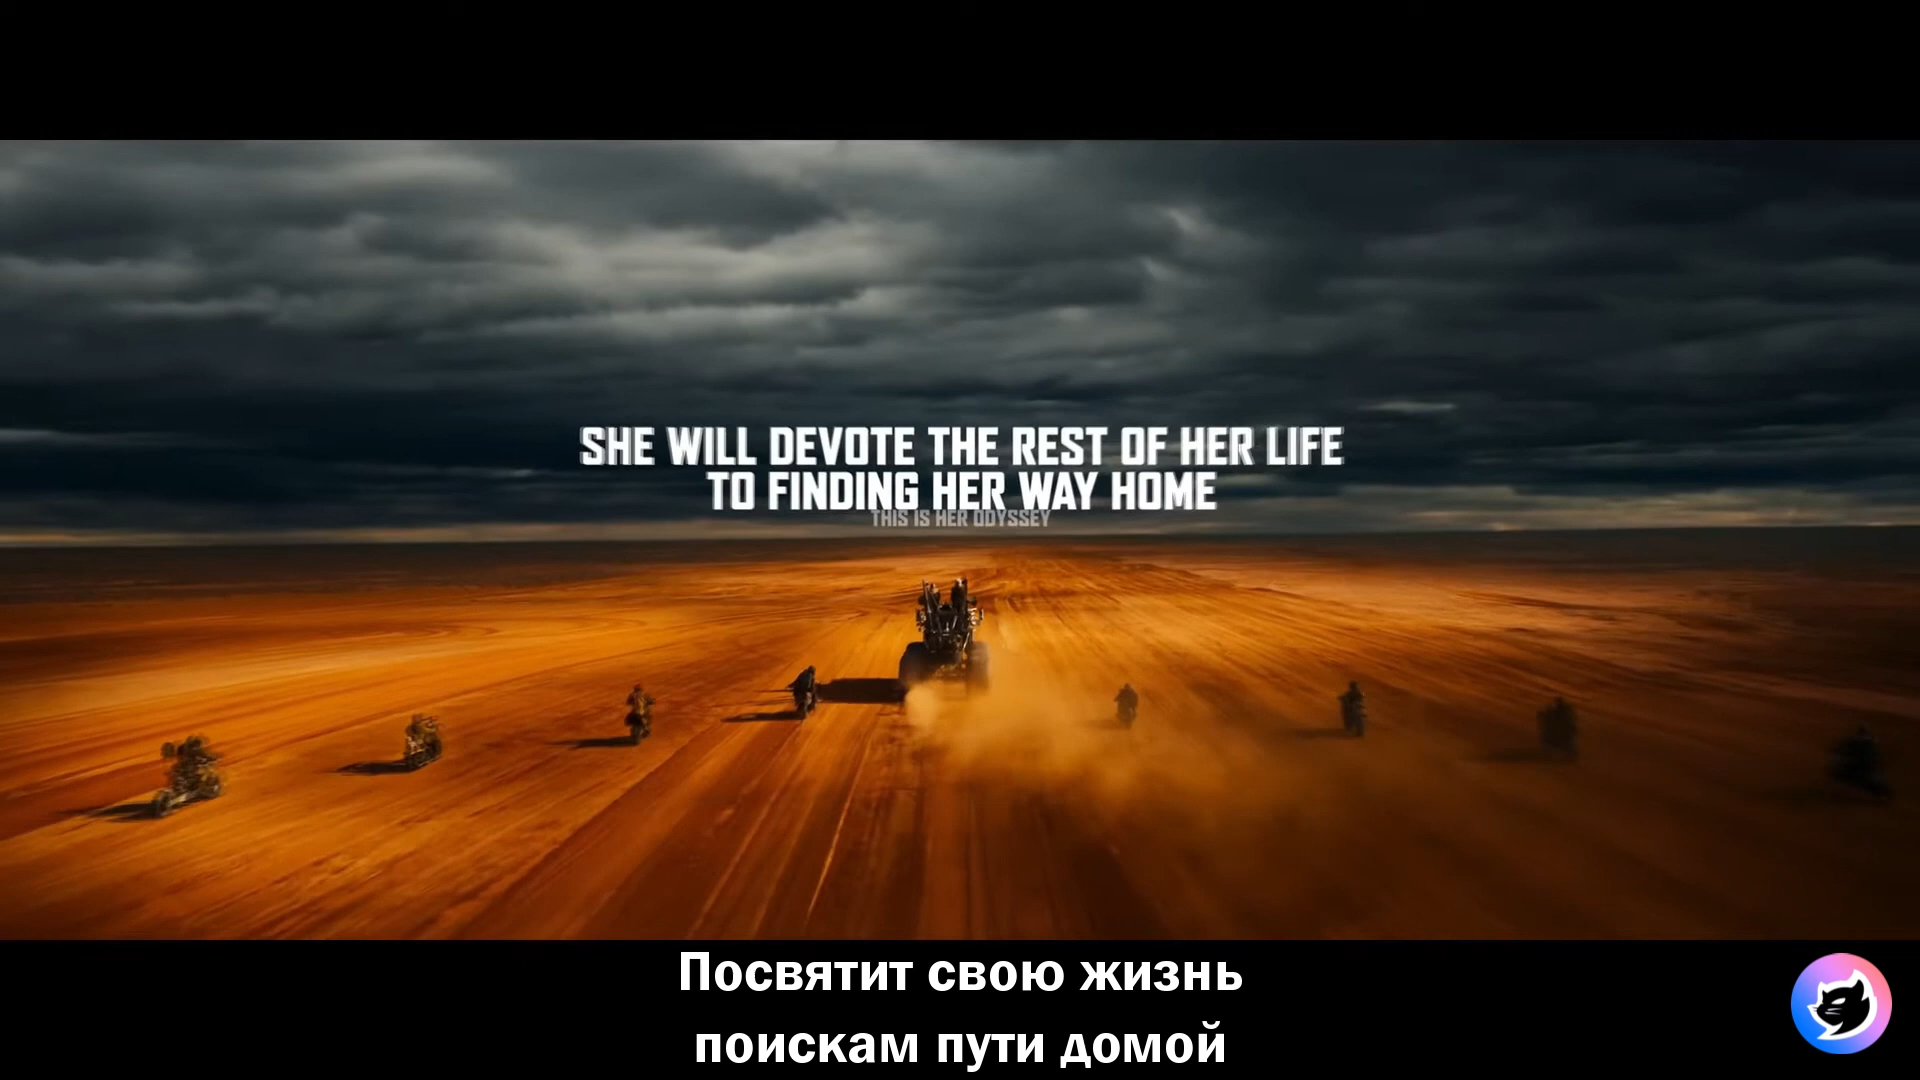 SHE WILL DEVOTE THE REST OF HER LIFE
TO FINDING HER WAY HOME
THIS IS HER ODYSSEY
Посвятит свою жизнь
поискам пути домой